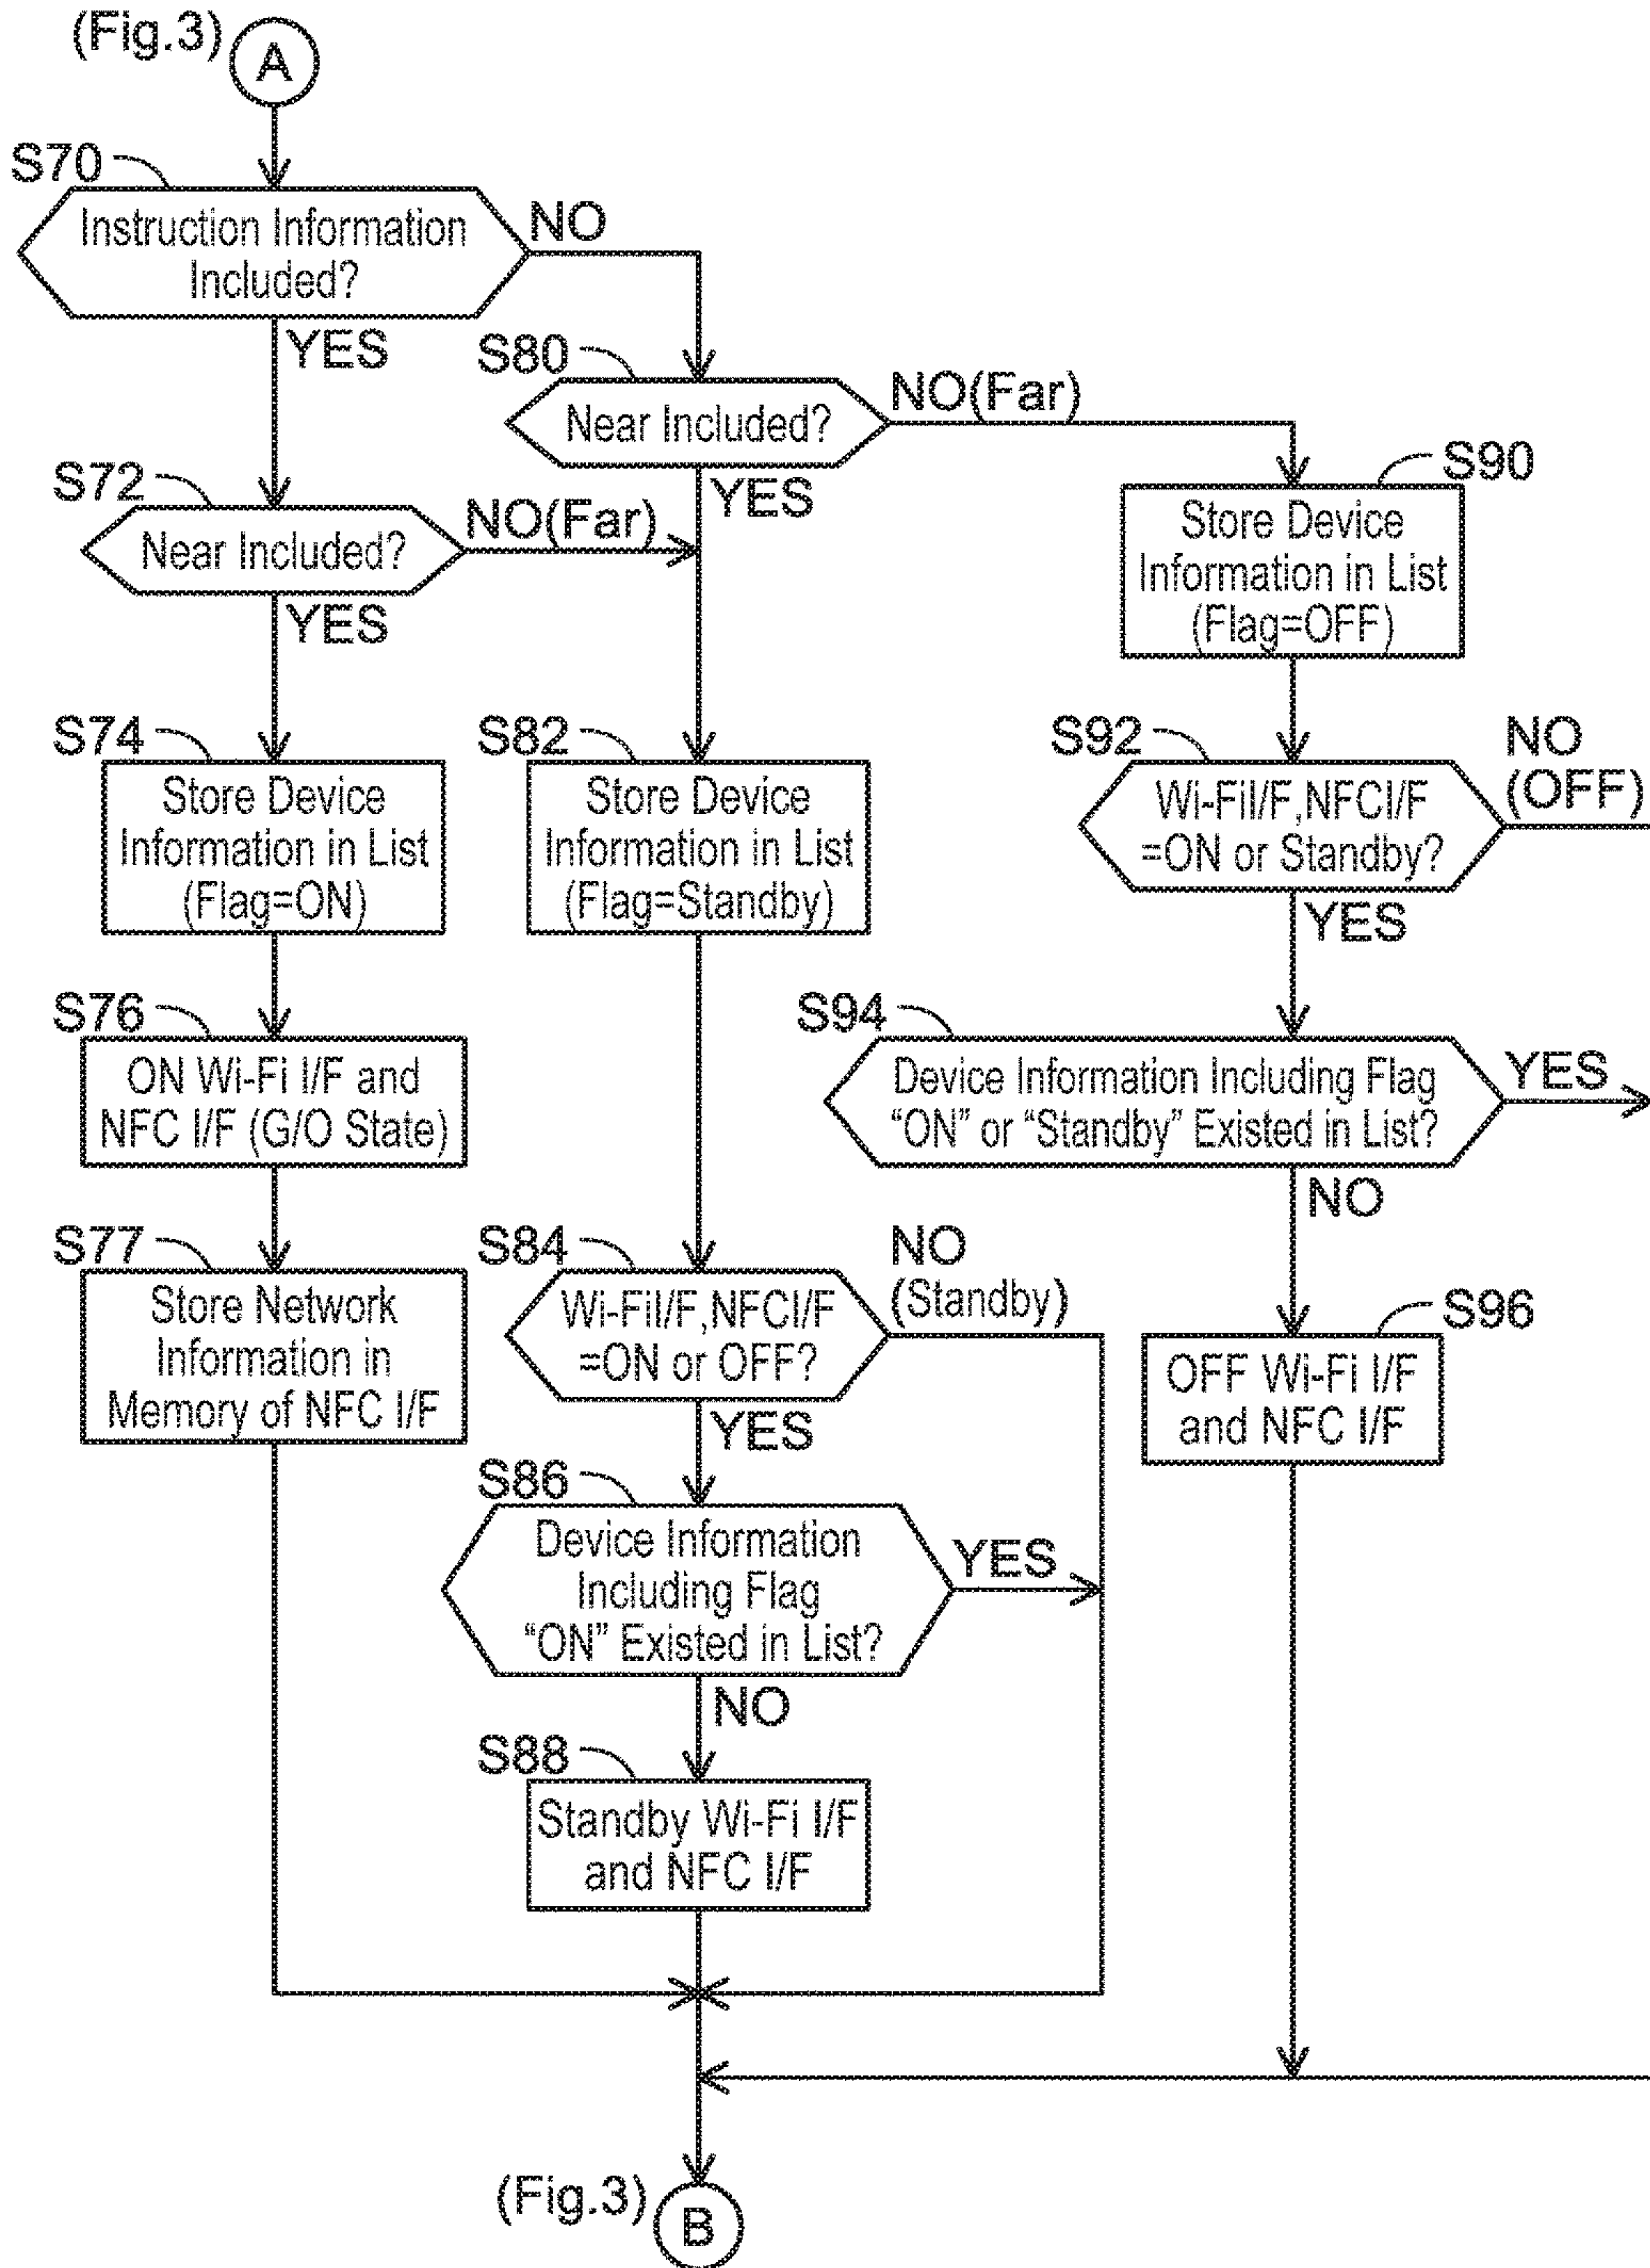 (Fig.3)
A
S70
Instruction Information
Included?
NO
YES
S80
Near Included?
NO(Far)
YES
S72
Near Included?
NO(Far)
YES
S90
Store Device
Information in List
(Flag=OFF)
S74
Store Device
Information in List
(Flag=ON)
S82
Store Device
Information in List
(Flag=Standby)
S92
Wi-FiI/F,NFCI/F
=ON or Standby?
NO
(OFF)
YES
S76
ON Wi-Fi I/F and
NFC I/F (G/O State)
S94
Device Information Including Flag
“ON” or “Standby” Existed in List?
YES
NO
S77
Store Network
Information in
Memory of NFC I/F
S84
Wi-FiI/F,NFCI/F
=ON or OFF?
NO
(Standby)
YES
S96
OFF Wi-Fi I/F
and NFC I/F
S86
Device Information
Including Flag
“ON” Existed in List?
YES
NO
S88
Standby Wi-Fi I/F
and NFC I/F
(Fig.3)
B